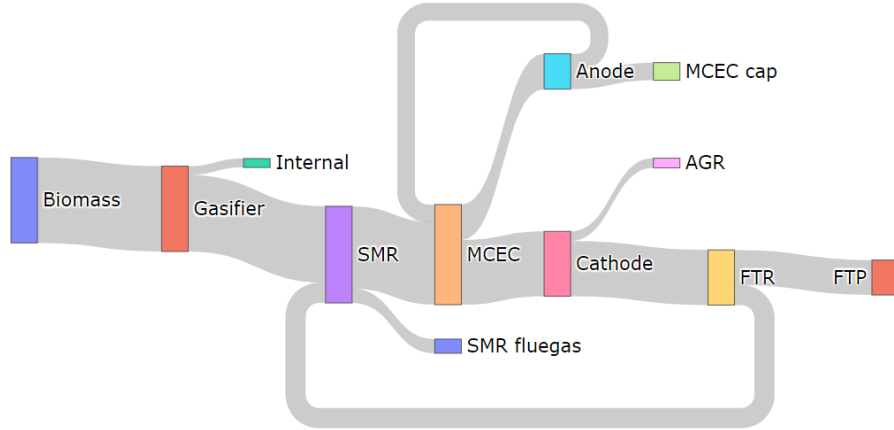 Anode
MCEC cap
Internal
AGR
Biomass
Gasifier
SMR
MCEC
Cathode
FTR
FTP
SMR fluegas